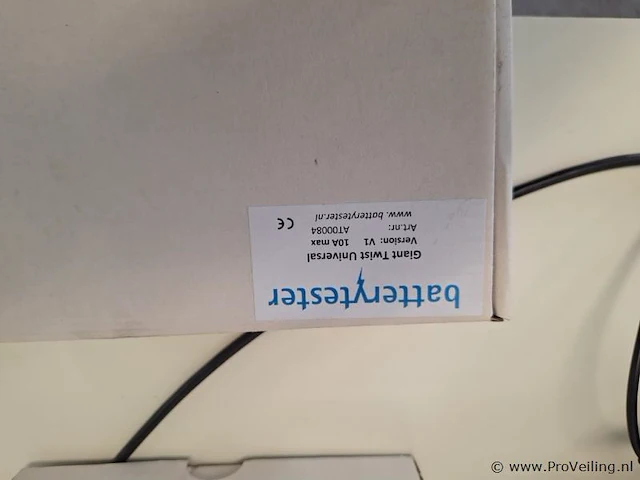 batterytester
Giant Twist Universal
Version: V1 10A max
Art.nr: AT00084
www. batterytester.nl
CE
© www.ProVeiling.nl